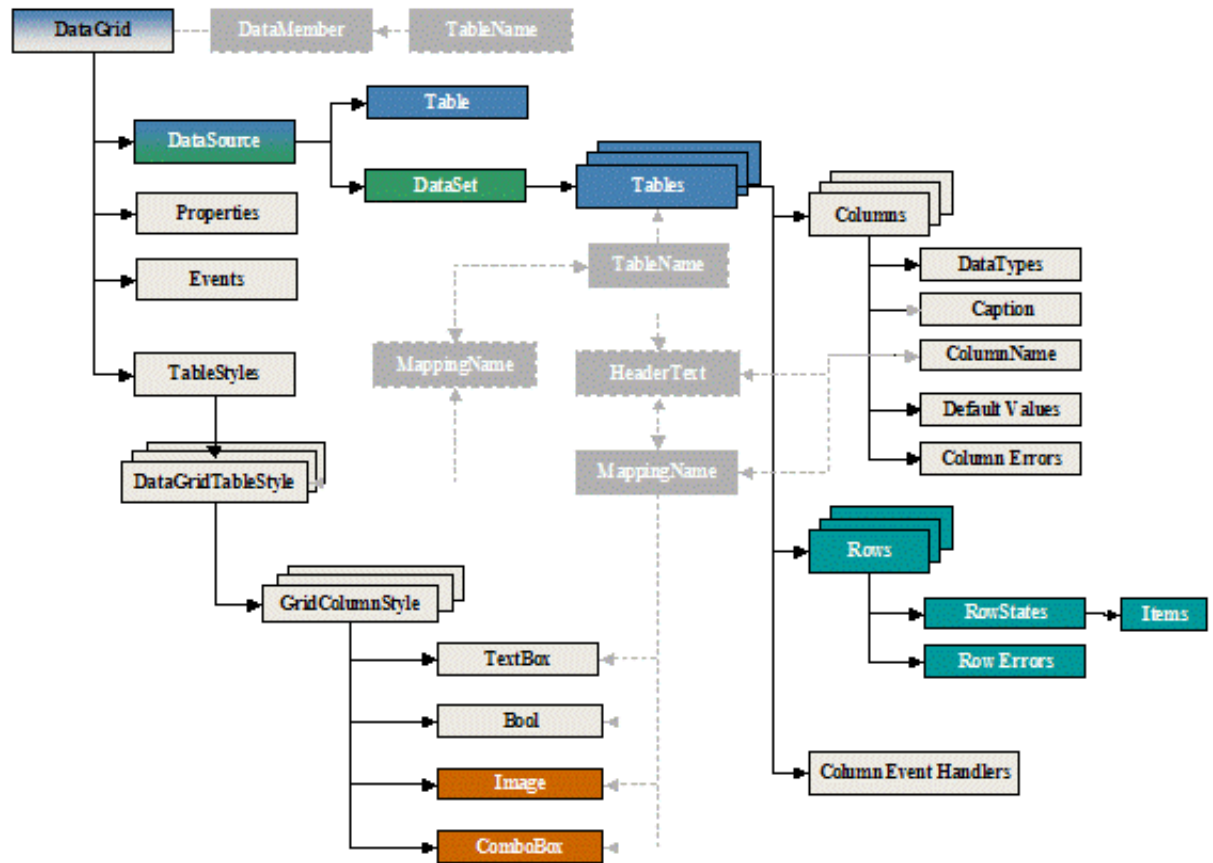 DataGrid
DataMember
TableName
Table
DataSource
DataSet
Tables
Columns
Properties
TableName
DataTypes
Events
Caption
MappingName
HeaderText
ColumnName
TableStyles
Default Values
DataGridTableStyle
MappingName
Column Errors
Rows
GridColumnStyle
RowStates
Items
TextBox
Row Errors
Bool
Image
Column Event Handlers
ComboBox